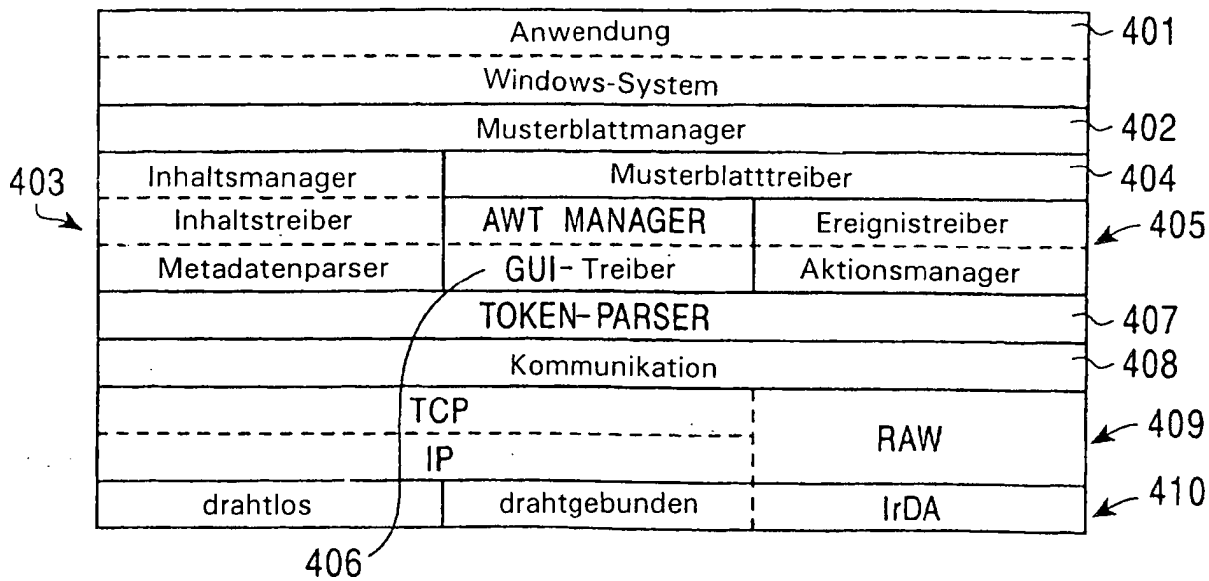 Anwendung 401
Windows-System
Musterblattmanager 402
403 Inhaltsmanager Musterblatttreiber 404
Inhaltstreiber AWT MANAGER Ereignistreiber 405
Metadatenparser GUI-Treiber Aktionsmanager
TOKEN-PARSER 407
Kommunikation 408
TCP RAW 409
IP
drahtlos drahtgebunden IrDA 410
406